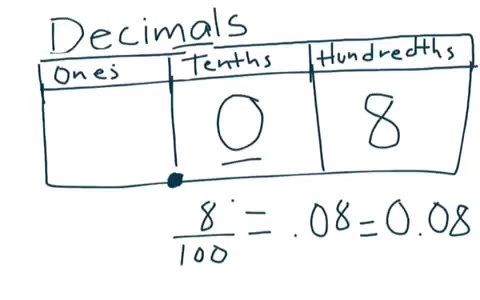 Decimals
Ones Tenths Hundredths
0 8
8/100 = .08 = 0.08